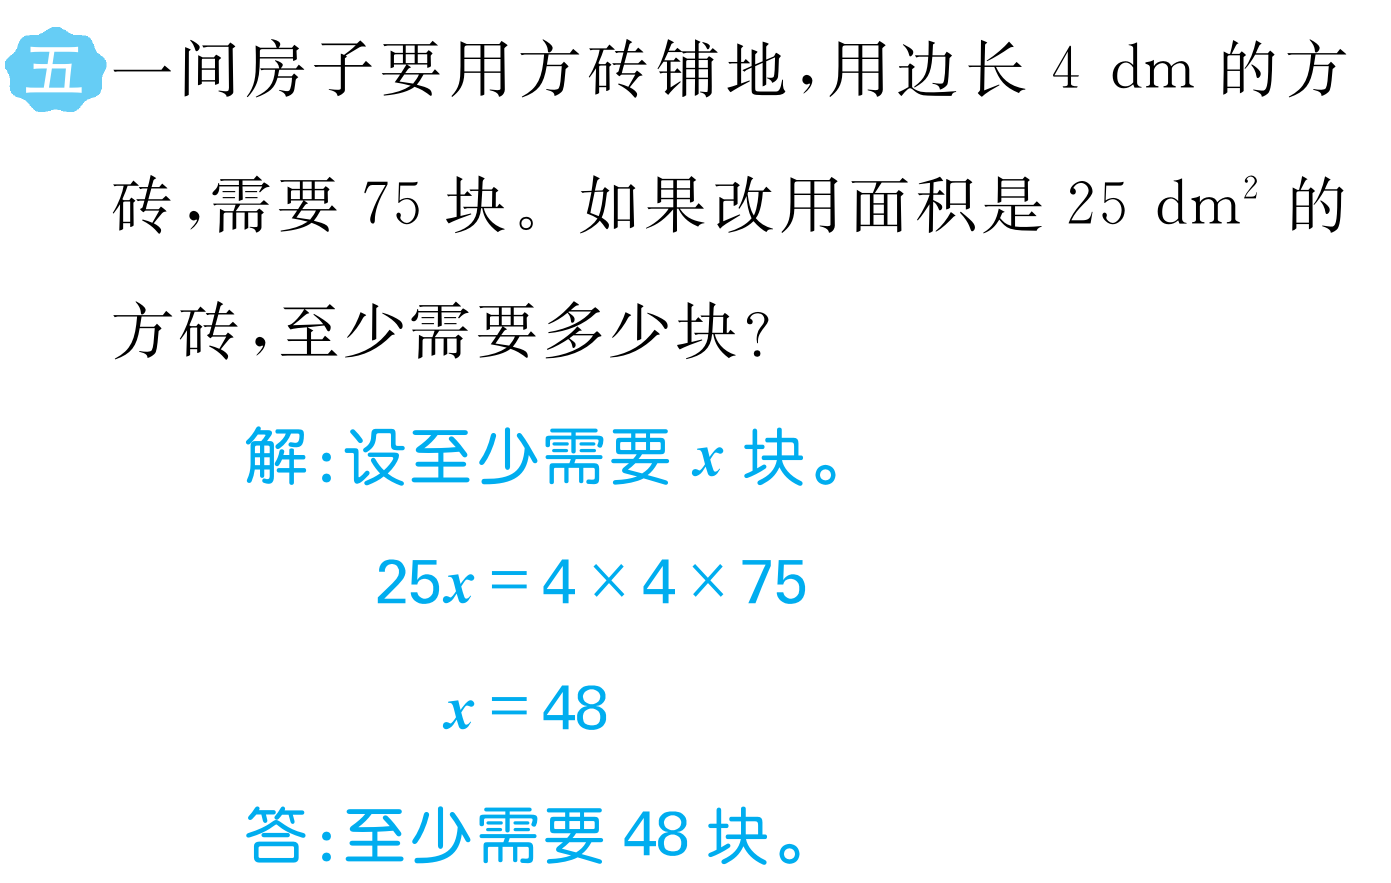 五 一间房子要用方砖铺地,用边长 4 dm 的方
砖,需要 75 块。如果改用面积是 25 dm² 的
方砖,至少需要多少块?
解:设至少需要 x 块。
25x=4×4×75
x=48
答:至少需要 48 块。